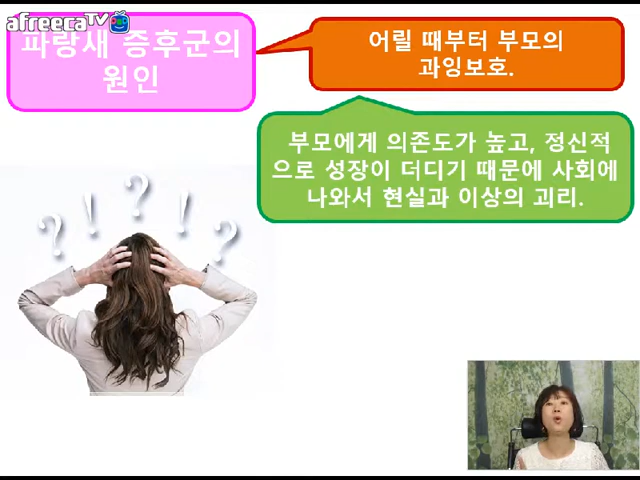 afreecaTV
파랑새 증후군의
원인
어릴 때부터 부모의
과잉보호.
부모에게 의존도가 높고, 정신적
으로 성장이 더디기 때문에 사회에
나와서 현실과 이상의 괴리.
? ! ? ! ?